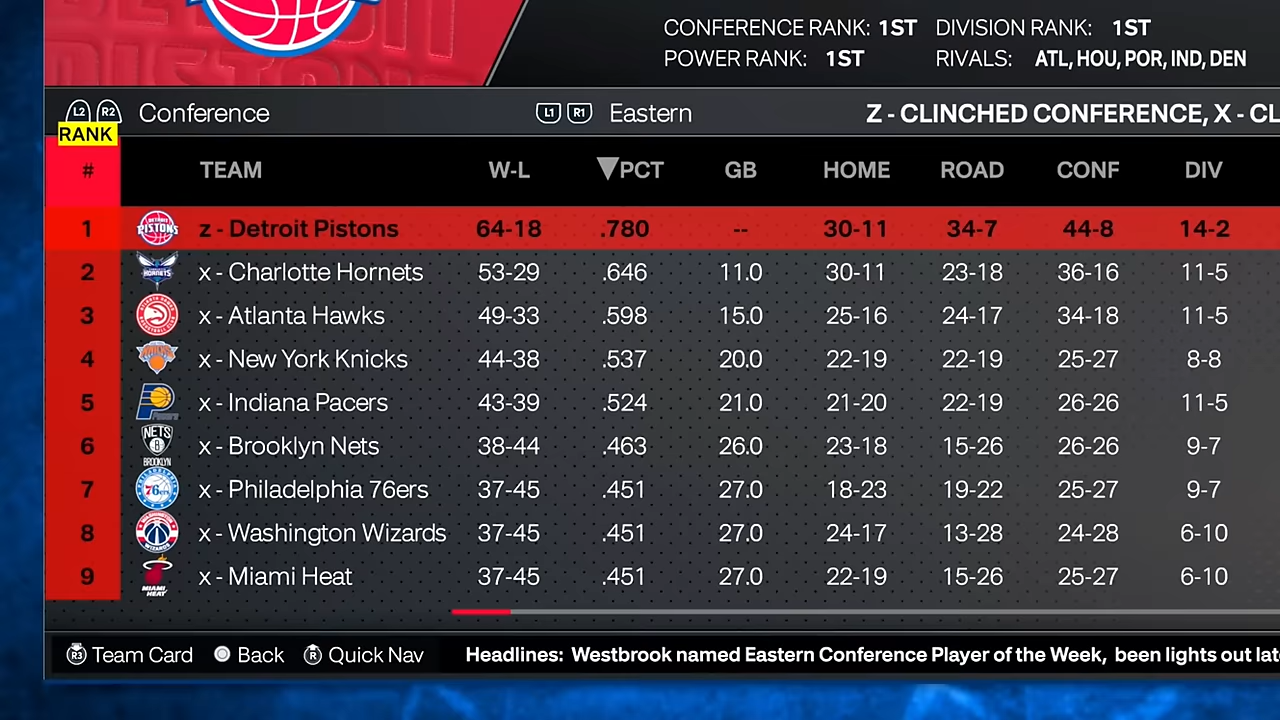 CONFERENCE RANK: 1ST DIVISION RANK: 1ST
POWER RANK: 1ST RIVALS: ATL, HOU, POR, IND, DEN
L2 R2 Conference L1 R1 Eastern Z - CLINCHED CONFERENCE, X - CL
RANK
# TEAM W-L PCT GB HOME ROAD CONF DIV
1 z - Detroit Pistons 64-18 .780 -- 30-11 34-7 44-8 14-2
2 x - Charlotte Hornets 53-29 .646 11.0 30-11 23-18 36-16 11-5
3 x - Atlanta Hawks 49-33 .598 15.0 25-16 24-17 34-18 11-5
4 x - New York Knicks 44-38 .537 20.0 22-19 22-19 25-27 8-8
5 x - Indiana Pacers 43-39 .524 21.0 21-20 22-19 26-26 11-5
6 x - Brooklyn Nets 38-44 .463 26.0 23-18 15-26 26-26 9-7
7 x - Philadelphia 76ers 37-45 .451 27.0 18-23 19-22 25-27 9-7
8 x - Washington Wizards 37-45 .451 27.0 24-17 13-28 24-28 6-10
9 x - Miami Heat 37-45 .451 27.0 22-19 15-26 25-27 6-10
R3 Team Card Back R Quick Nav Headlines: Westbrook named Eastern Conference Player of the Week, been lights out lat